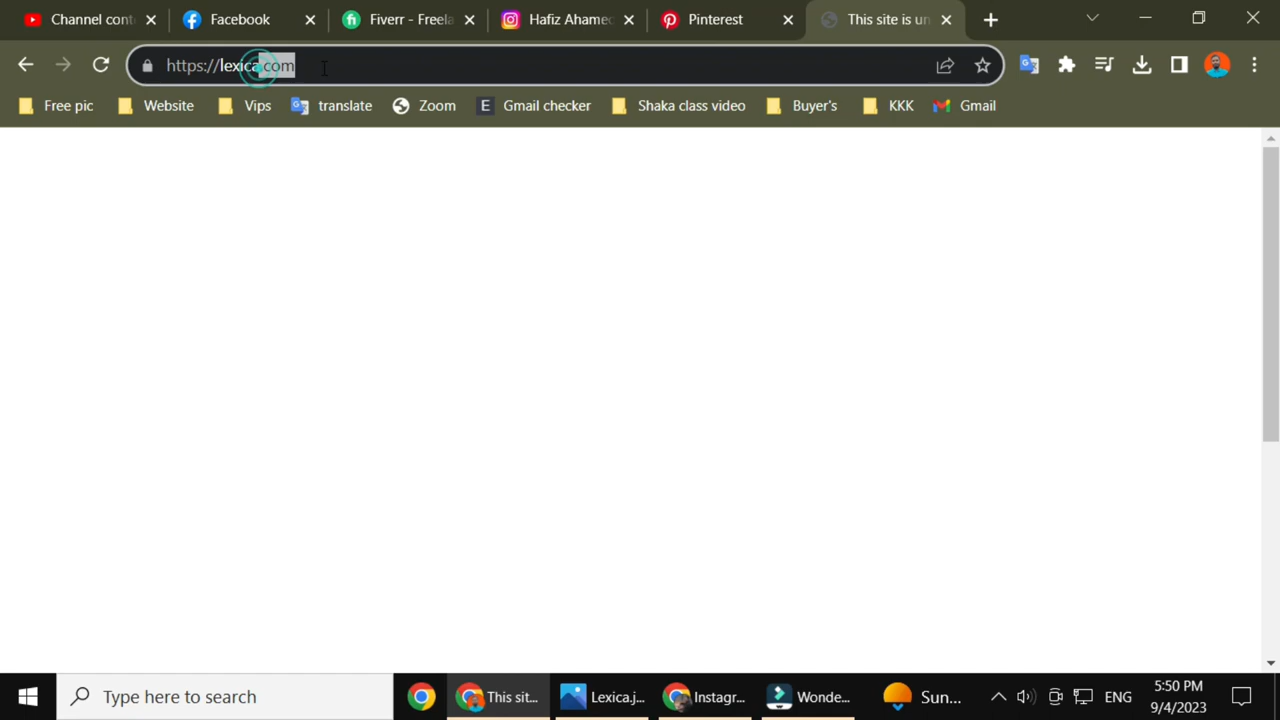 Channel cont
Facebook
Fiverr - Freela
Hafiz Ahamed
Pinterest
This site is un
https://lexica.com
Free pic
Website
Vips
translate
Zoom
E
Gmail checker
Shaka class video
Buyer's
KKK
Gmail
Type here to search
This sit...
Lexica.j...
Instagr...
Wonde...
Sun...
ENG
5:50 PM
9/4/2023